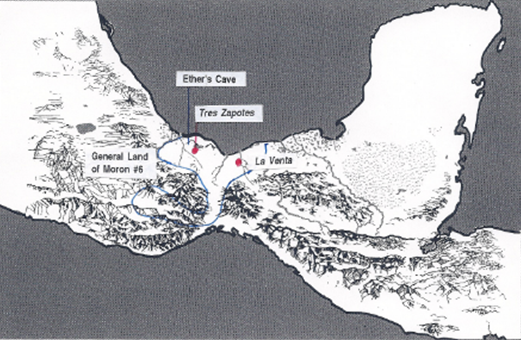 Ether's Cave
Tres Zapotes
General Land
of Moron #6
La Venta